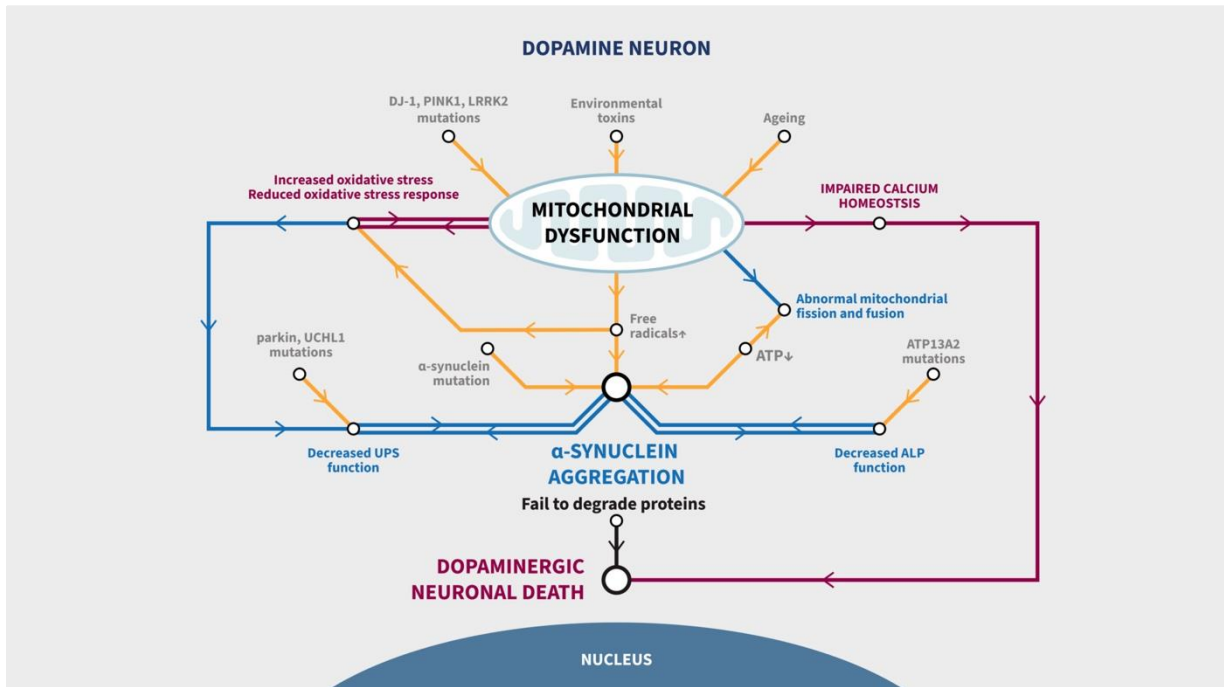 DOPAMINE NEURON
DJ-1, PINK1, LRRK2
mutations
Environmental
toxins
Ageing
Increased oxidative stress
Reduced oxidative stress response
MITOCHONDRIAL
DYSFUNCTION
IMPAIRED CALCIUM
HOMEOSTSIS
Abnormal mitochondrial
fission and fusion
Free
radicals↑
parkin, UCHL1
mutations
α-synuclein
mutation
ATP↓
ATP13A2
mutations
Decreased UPS
function
α-SYNUCLEIN
AGGREGATION
Decreased ALP
function
Fail to degrade proteins
DOPAMINERGIC
NEURONAL DEATH
NUCLEUS